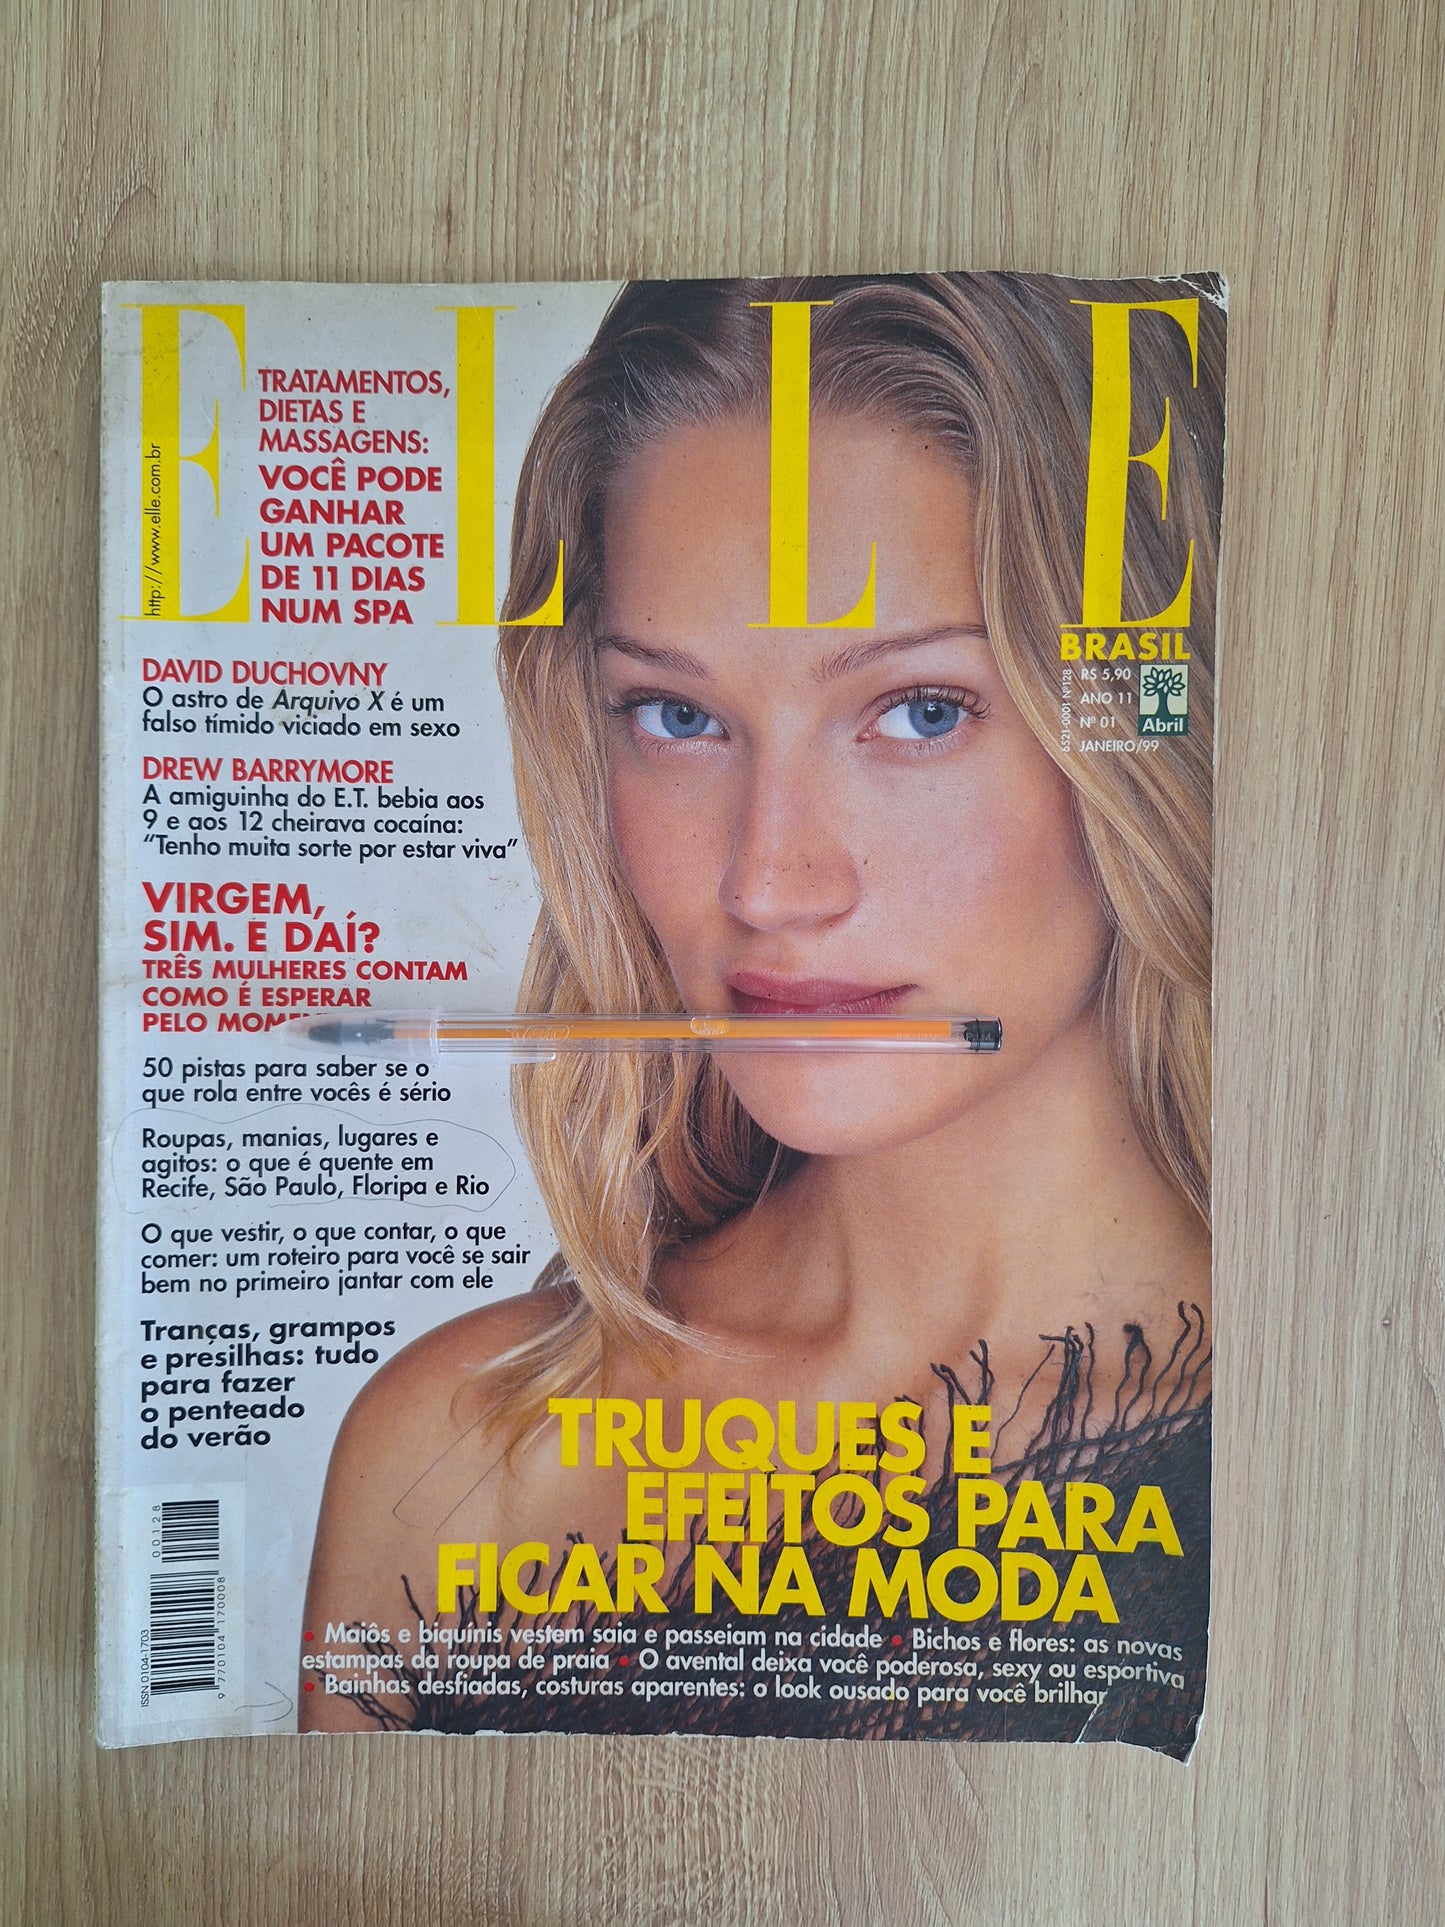 ELLE
http://www.elle.com.br
TRATAMENTOS,
DIETAS E
MASSAGENS:
VOCÊ PODE
GANHAR
UM PACOTE
DE 11 DIAS
NUM SPA
BRASIL
R$ 5,90
ANO 11
Nº 01
JANEIRO/99
6521-0001 Nº128
Abril
DAVID DUCHOVNY
O astro de Arquivo X é um
falso tímido viciado em sexo
DREW BARRYMORE
A amiguinha do E.T. bebia aos
9 e aos 12 cheirava cocaína:
“Tenho muita sorte por estar viva”
VIRGEM,
SIM. E DAÍ?
TRÊS MULHERES CONTAM
COMO É ESPERAR
PELO
50 pistas para saber se o
que rola entre vocês é sério
Roupas, manias, lugares e
agitos: o que é quente em
Recife, São Paulo, Floripa e Rio
O que vestir, o que contar, o que
comer: um roteiro para você se sair
bem no primeiro jantar com ele
Tranças, grampos
e presilhas: tudo
para fazer
o penteado
do verão
TRUQUES E
EFEITOS PARA
FICAR NA MODA
• Maiôs e biquínis vestem saia e passeiam na cidade • Bichos e flores: as novas
estampas da roupa de praia • O avental deixa você poderosa, sexy ou esportiva
• Bainhas desfiadas, costuras aparentes: o look ousado para você brilhar
00128
ISSN 0104-1703
9 770104 170008